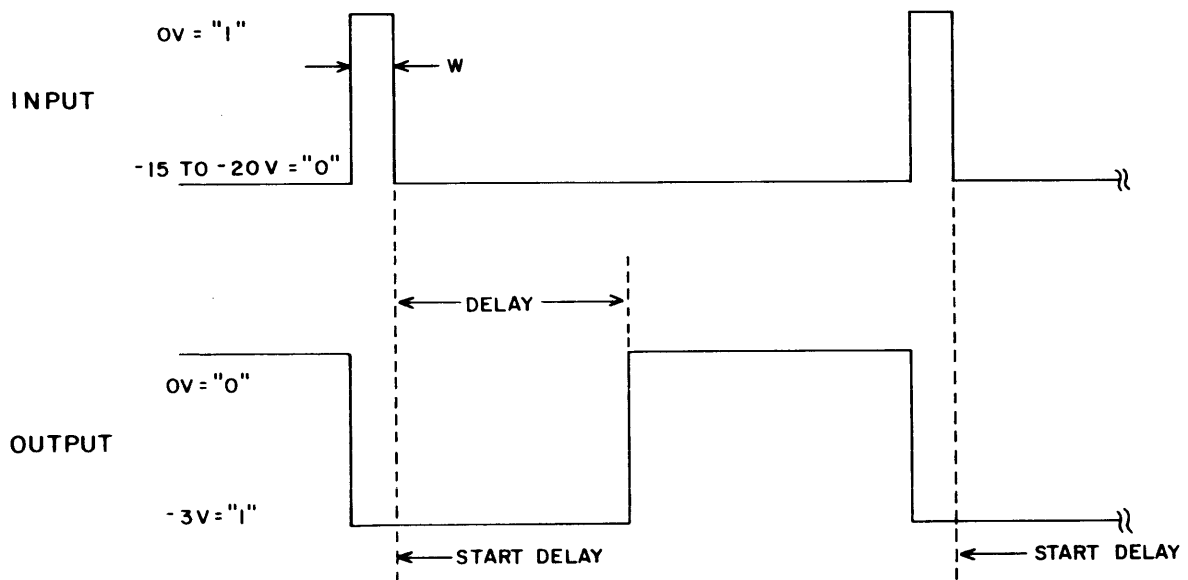 0V = "1"
W
INPUT
-15 TO -20V = "0"
DELAY
0V = "0"
OUTPUT
-3V = "1"
START DELAY
START DELAY